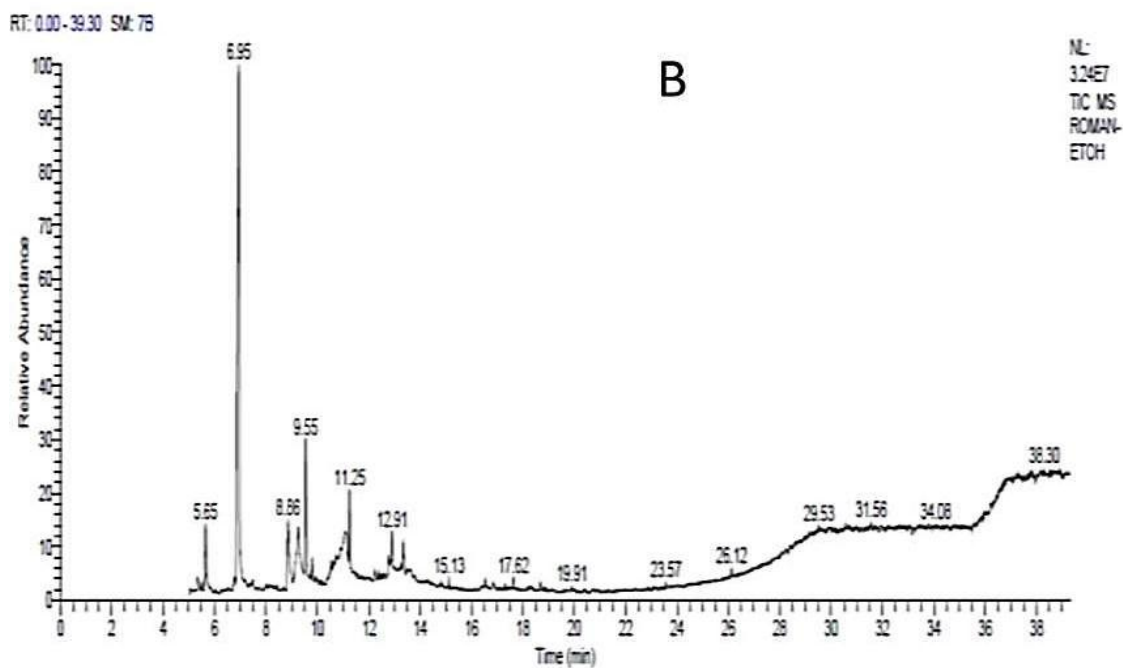 RT: 0.00 - 39.30 SM: 7B
NL:
3.24E7
TIC MS
ROMAN-
ETOH
B
6.95
100
90
80
70
60
50
40
30
20
10
0
Relative Abundance
5.65
8.86
9.55
11.25
12.91
15.13
17.62
19.91
23.57
26.12
29.53
31.56
34.08
38.30
0 2 4 6 8 10 12 14 16 18 20 22 24 26 28 30 32 34 36 38
Time (min)